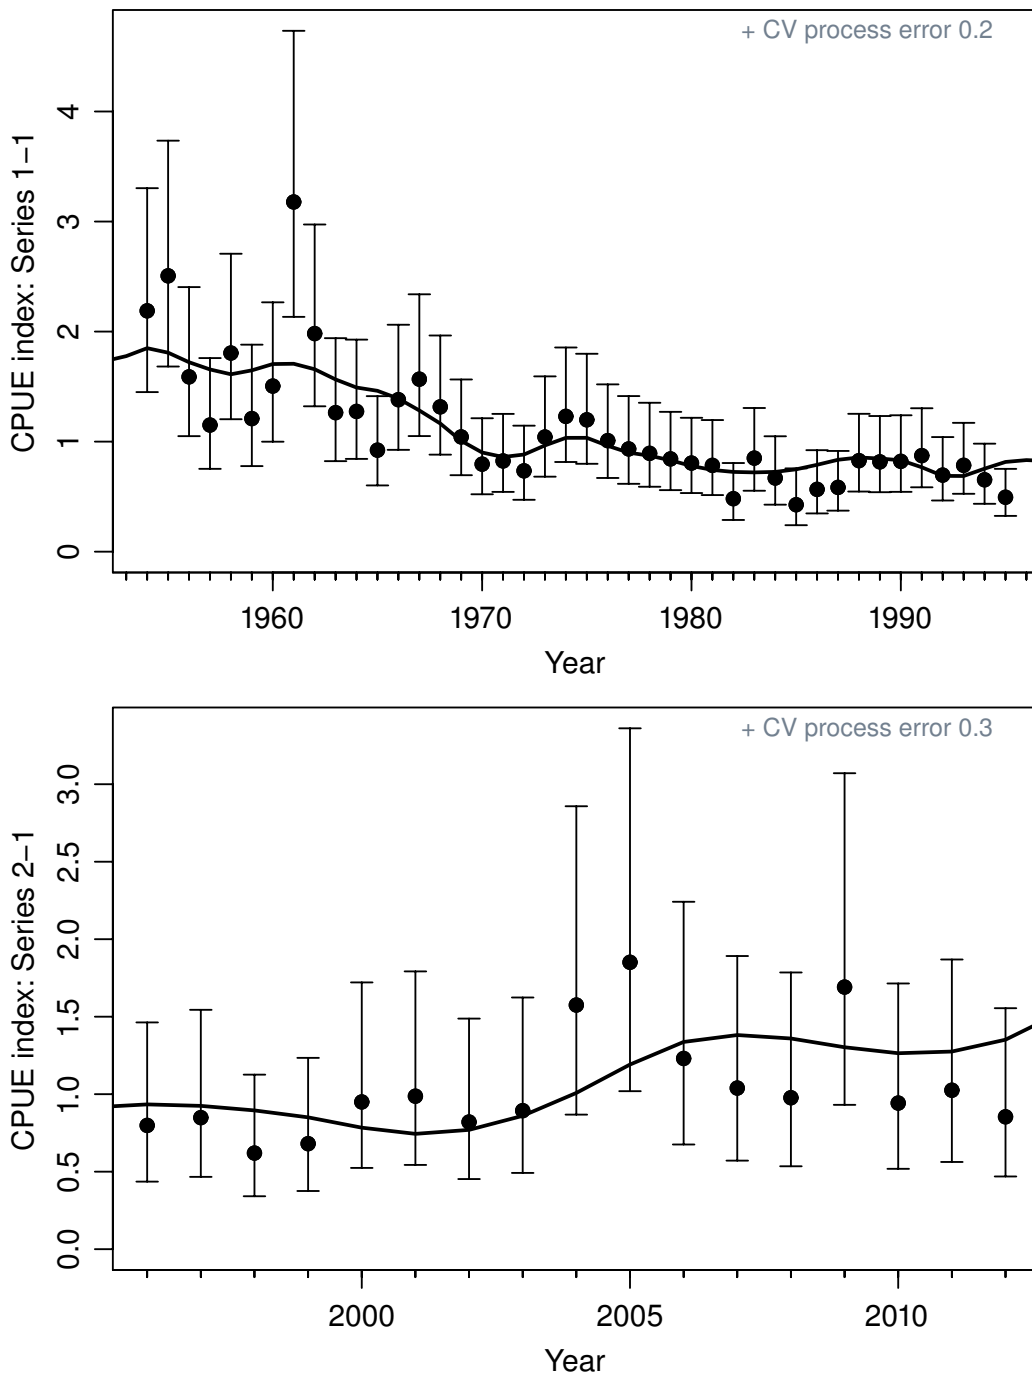 + CV process error 0.2
CPUE index: Series 1−1
4
3
2
1
0
1960 1970 1980 1990
Year
+ CV process error 0.3
CPUE index: Series 2−1
3.0
2.5
2.0
1.5
1.0
0.5
0.0
2000 2005 2010
Year